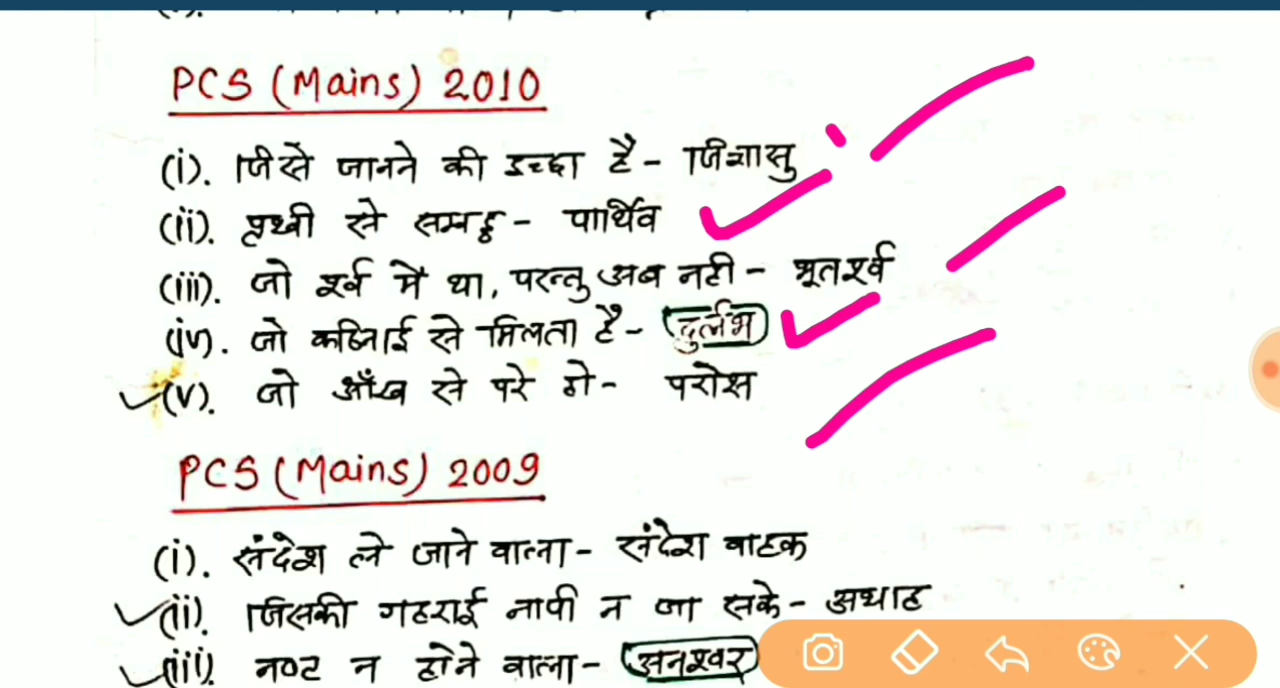 PCS (Mains) 2010
(i). जिसे जानने की इच्छा है - जिज्ञासु
(ii). पृथ्वी से सम्बद्ध - पार्थिव
(iii). जो पूर्व में था, परन्तु अब नही - भूतपूर्व
(iv). जो कठिनाई से मिलता है - दुर्लभ
(v). जो आँख से परे हो - परोक्ष
PCS (Mains) 2009
(i). संदेश ले जाने वाला - संदेश वाहक
(ii). जिसकी गहराई नापी न जा सके - अथाह
(iii). नष्ट न होने वाला - अनश्वर